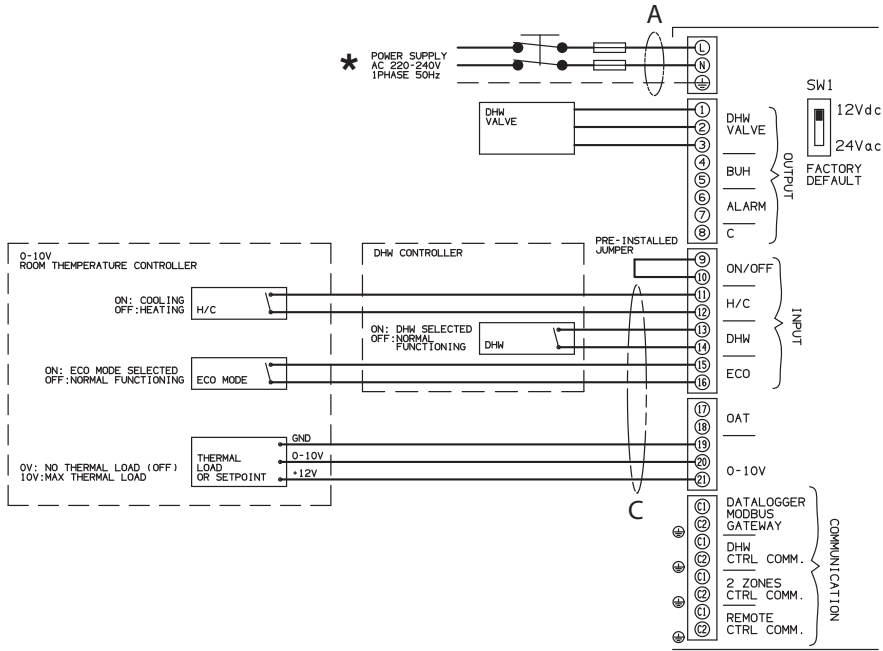 A
*
POWER SUPPLY
AC 220-240V
1PHASE 50Hz
L
N
SW1
12Vdc
24Vac
FACTORY
DEFAULT
DHW
VALVE
1
2
3
4
5
6
7
8
DHW
VALVE
BUH
ALARM
C
OUTPUT
0-10V
ROOM THEMPERATURE CONTROLLER
DHW CONTROLLER
PRE-INSTALLED
JUMPER
9
10
11
12
13
14
15
16
ON/OFF
H/C
DHW
ECO
INPUT
ON: COOLING
OFF:HEATING
H/C
ON: DHW SELECTED
OFF:NORMAL
FUNCTIONING
DHW
ON: ECO MODE SELECTED
OFF:NORMAL FUNCTIONING
ECO MODE
17
18
19
20
21
OAT
0-10V
GND
0-10V
+12V
THERMAL
LOAD
OR SETPOINT
0V: NO THERMAL LOAD (OFF)
10V:MAX THERMAL LOAD
C
C1
C2
C1
C2
C1
C2
C1
C2
DATALOGGER
MODBUS
GATEWAY
DHW
CTRL COMM.
2 ZONES
CTRL COMM.
REMOTE
CTRL COMM.
COMMUNICATION